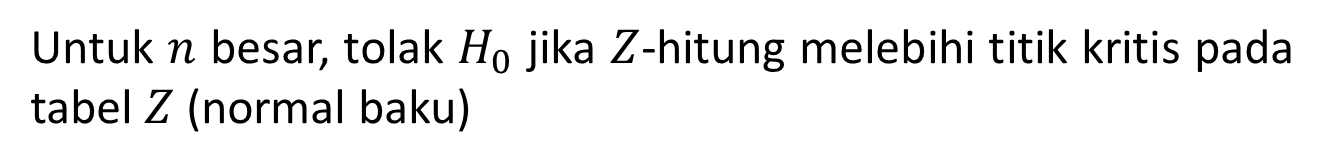 Untuk n besar, tolak H₀ jika Z-hitung melebihi titik kritis pada
tabel Z (normal baku)